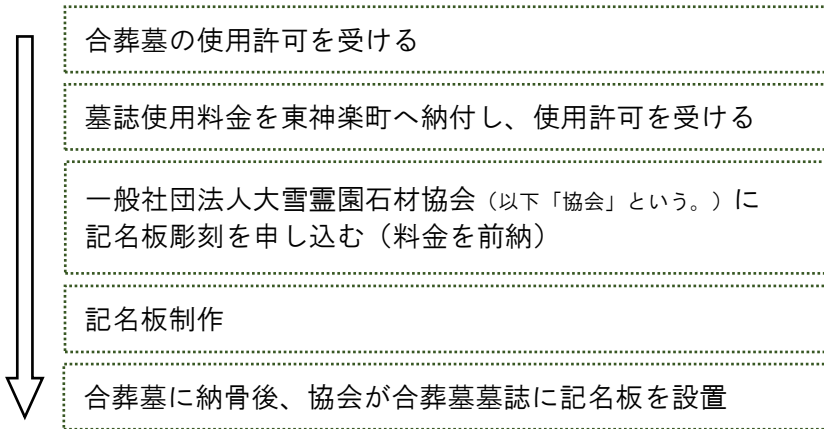 合葬墓の使用許可を受ける
墓誌使用料金を東神楽町へ納付し、使用許可を受ける
一般社団法人大雪霊園石材協会（以下「協会」という。）に
記名板彫刻を申し込む（料金を前納）
記名板制作
合葬墓に納骨後、協会が合葬墓墓誌に記名板を設置